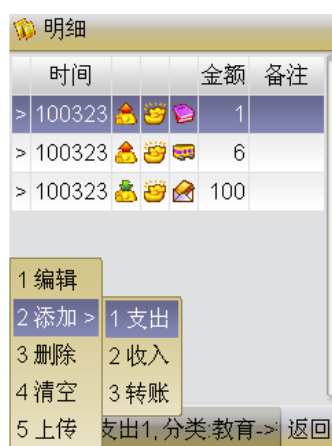 明细
时间 金额 备注
> 100323 1
> 100323 6
> 100323 100
1 编辑
2 添加 >
3 删除
4 清空
5 上传
1 支出
2 收入
3 转账
支出1, 分类:教育-> 返回